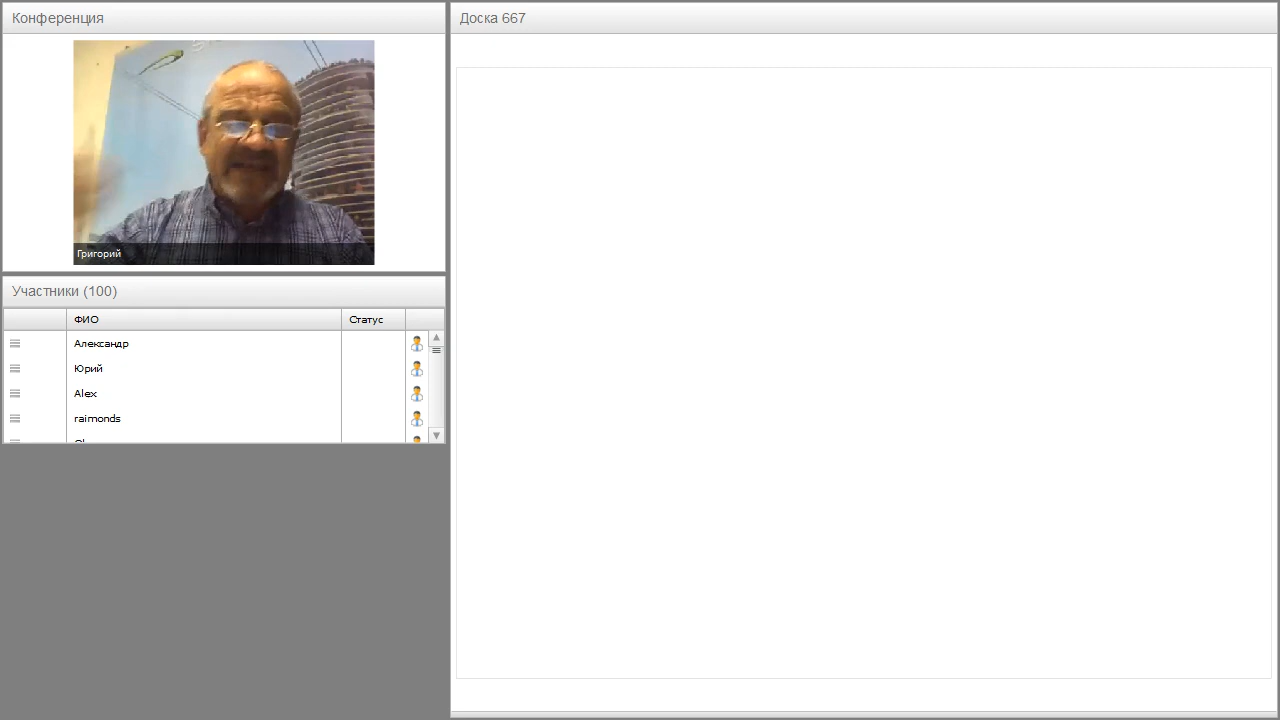 Конференция
Григорий
Участники (100)
ФИО Статус
Александр
Юрий
Alex
raimonds
Доска 667